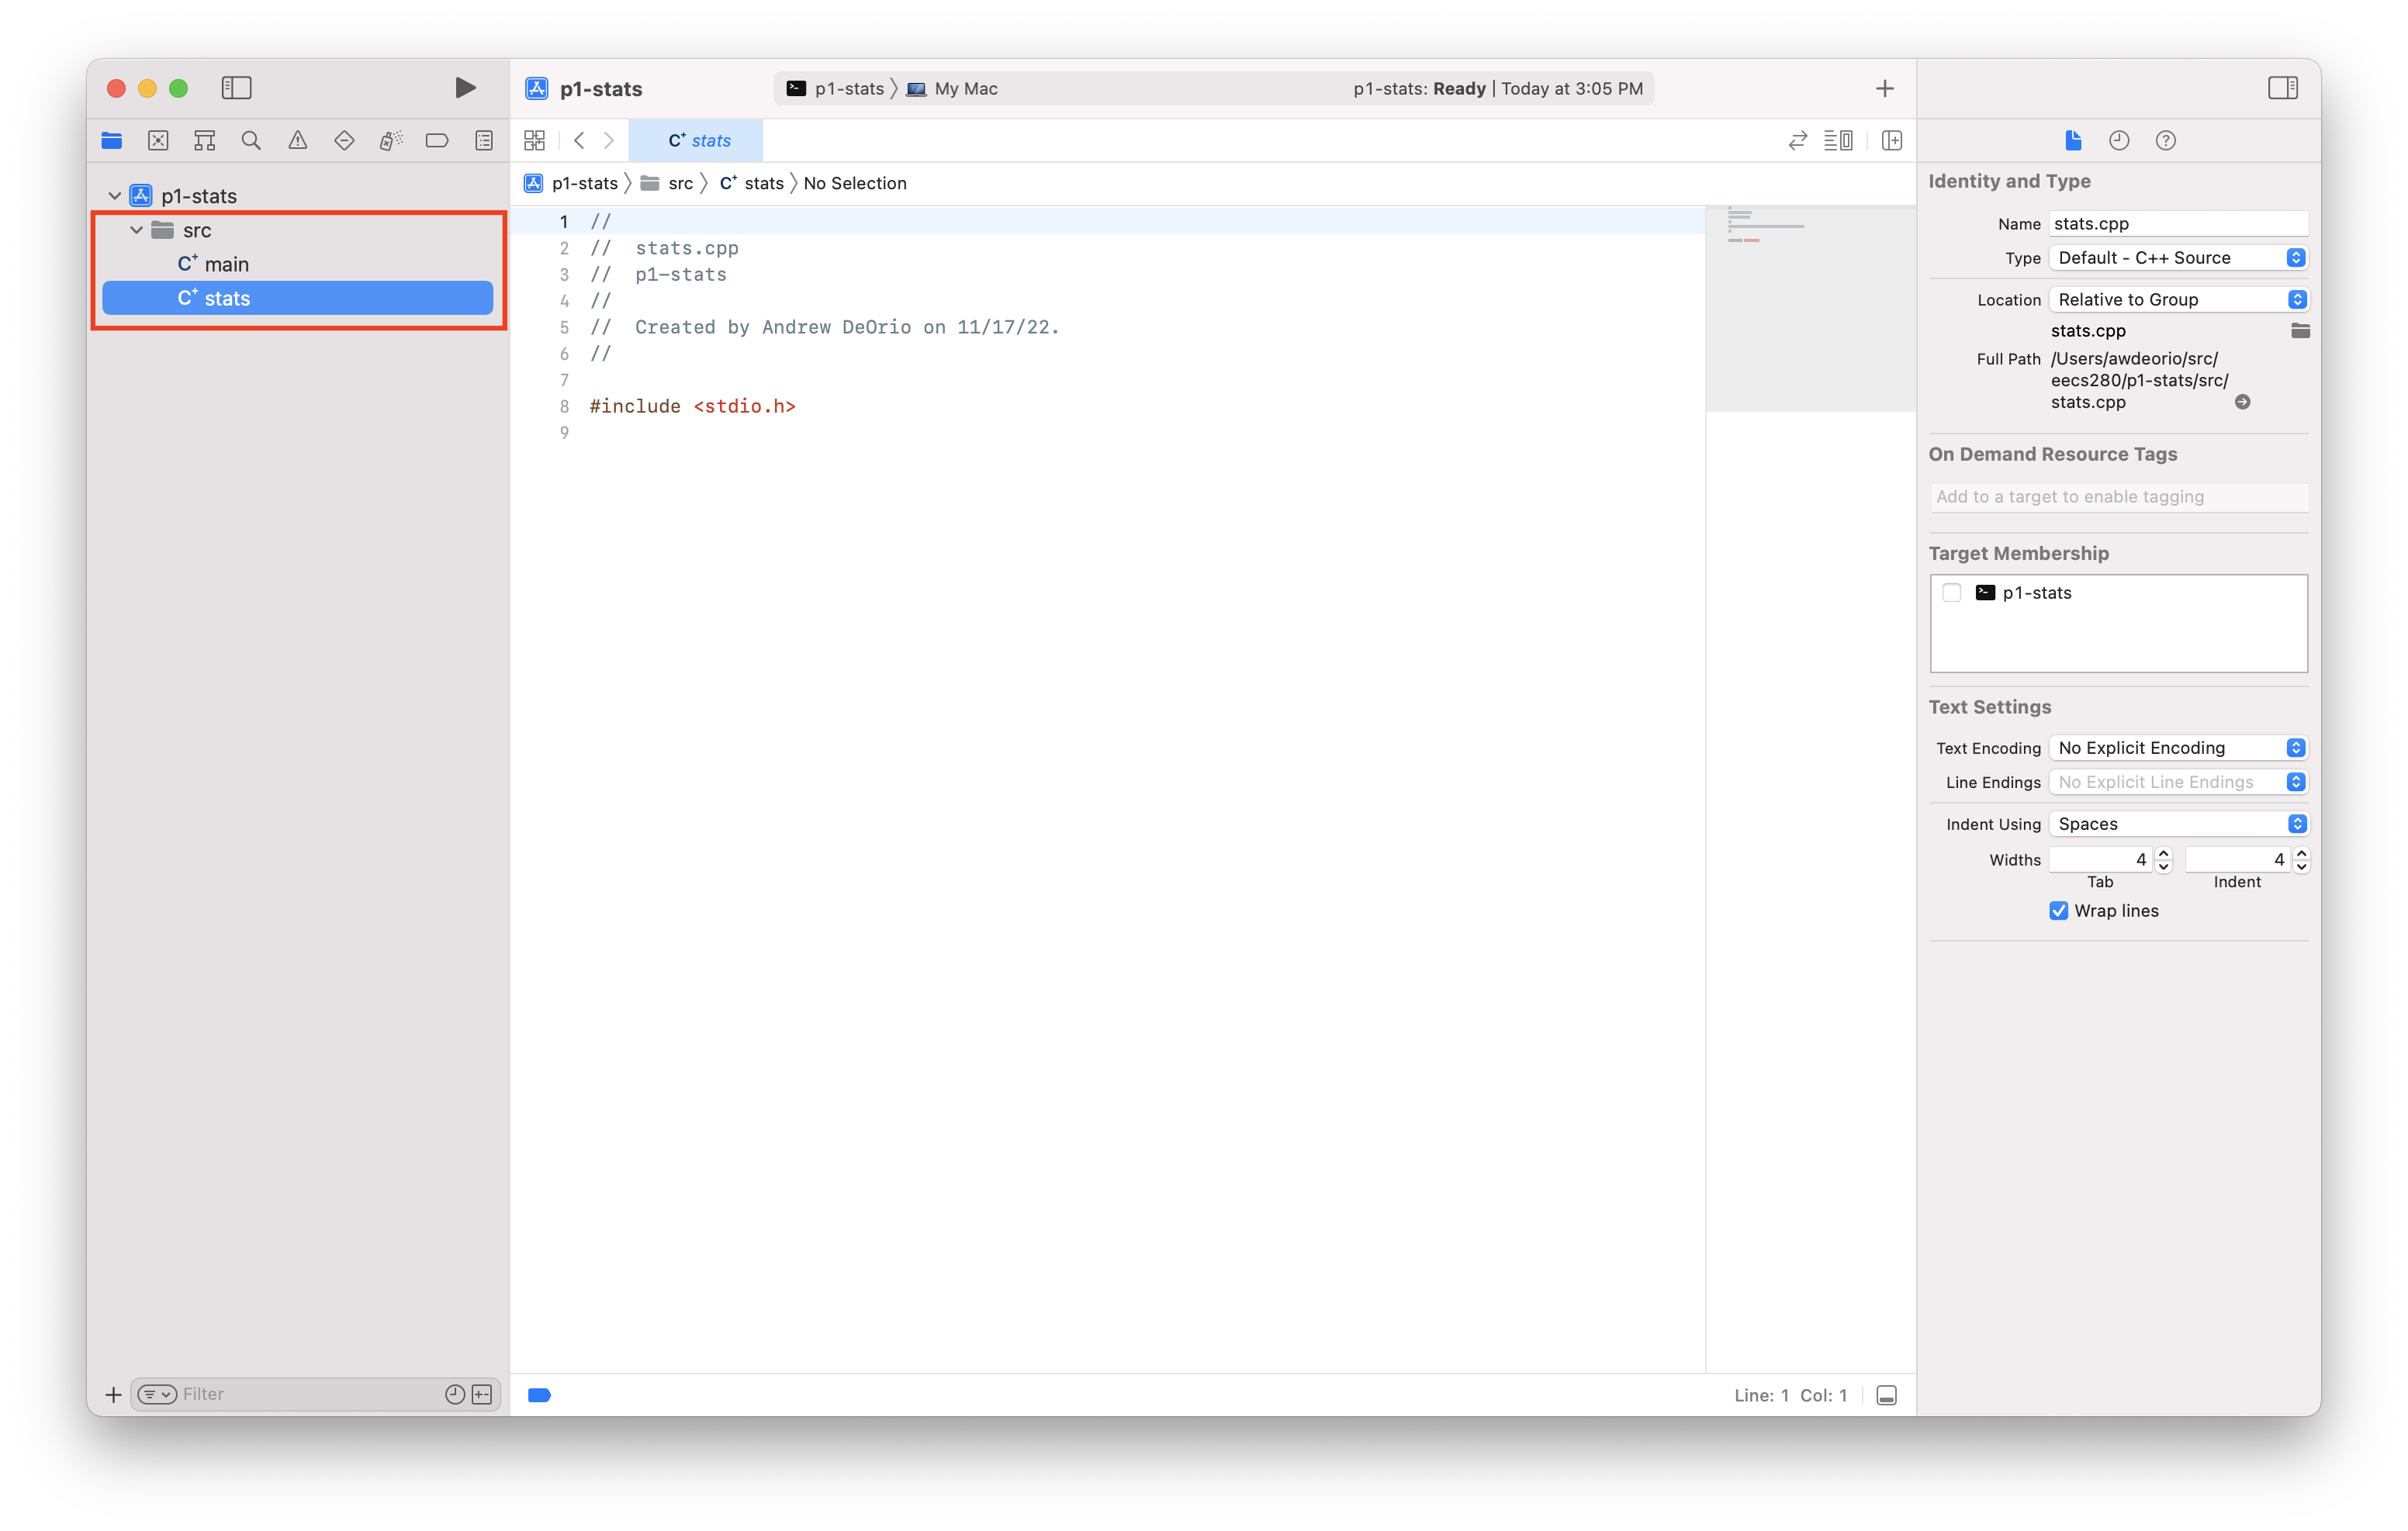 p1-stats
p1-stats My Mac p1-stats: Ready | Today at 3:05 PM
C+ stats
p1-stats
src
C+ main
C+ stats
p1-stats src C+ stats No Selection
1 //
2 //  stats.cpp
3 //  p1-stats
4 //
5 //  Created by Andrew DeOrio on 11/17/22.
6 //
7
8 #include <stdio.h>
9
Filter
Line: 1 Col: 1
Identity and Type
Name stats.cpp
Type Default - C++ Source
Location Relative to Group
stats.cpp
Full Path /Users/awdeorio/src/
eecs280/p1-stats/src/
stats.cpp
On Demand Resource Tags
Add to a target to enable tagging
Target Membership
p1-stats
Text Settings
Text Encoding No Explicit Encoding
Line Endings No Explicit Line Endings
Indent Using Spaces
Widths 4 4
Tab Indent
Wrap lines